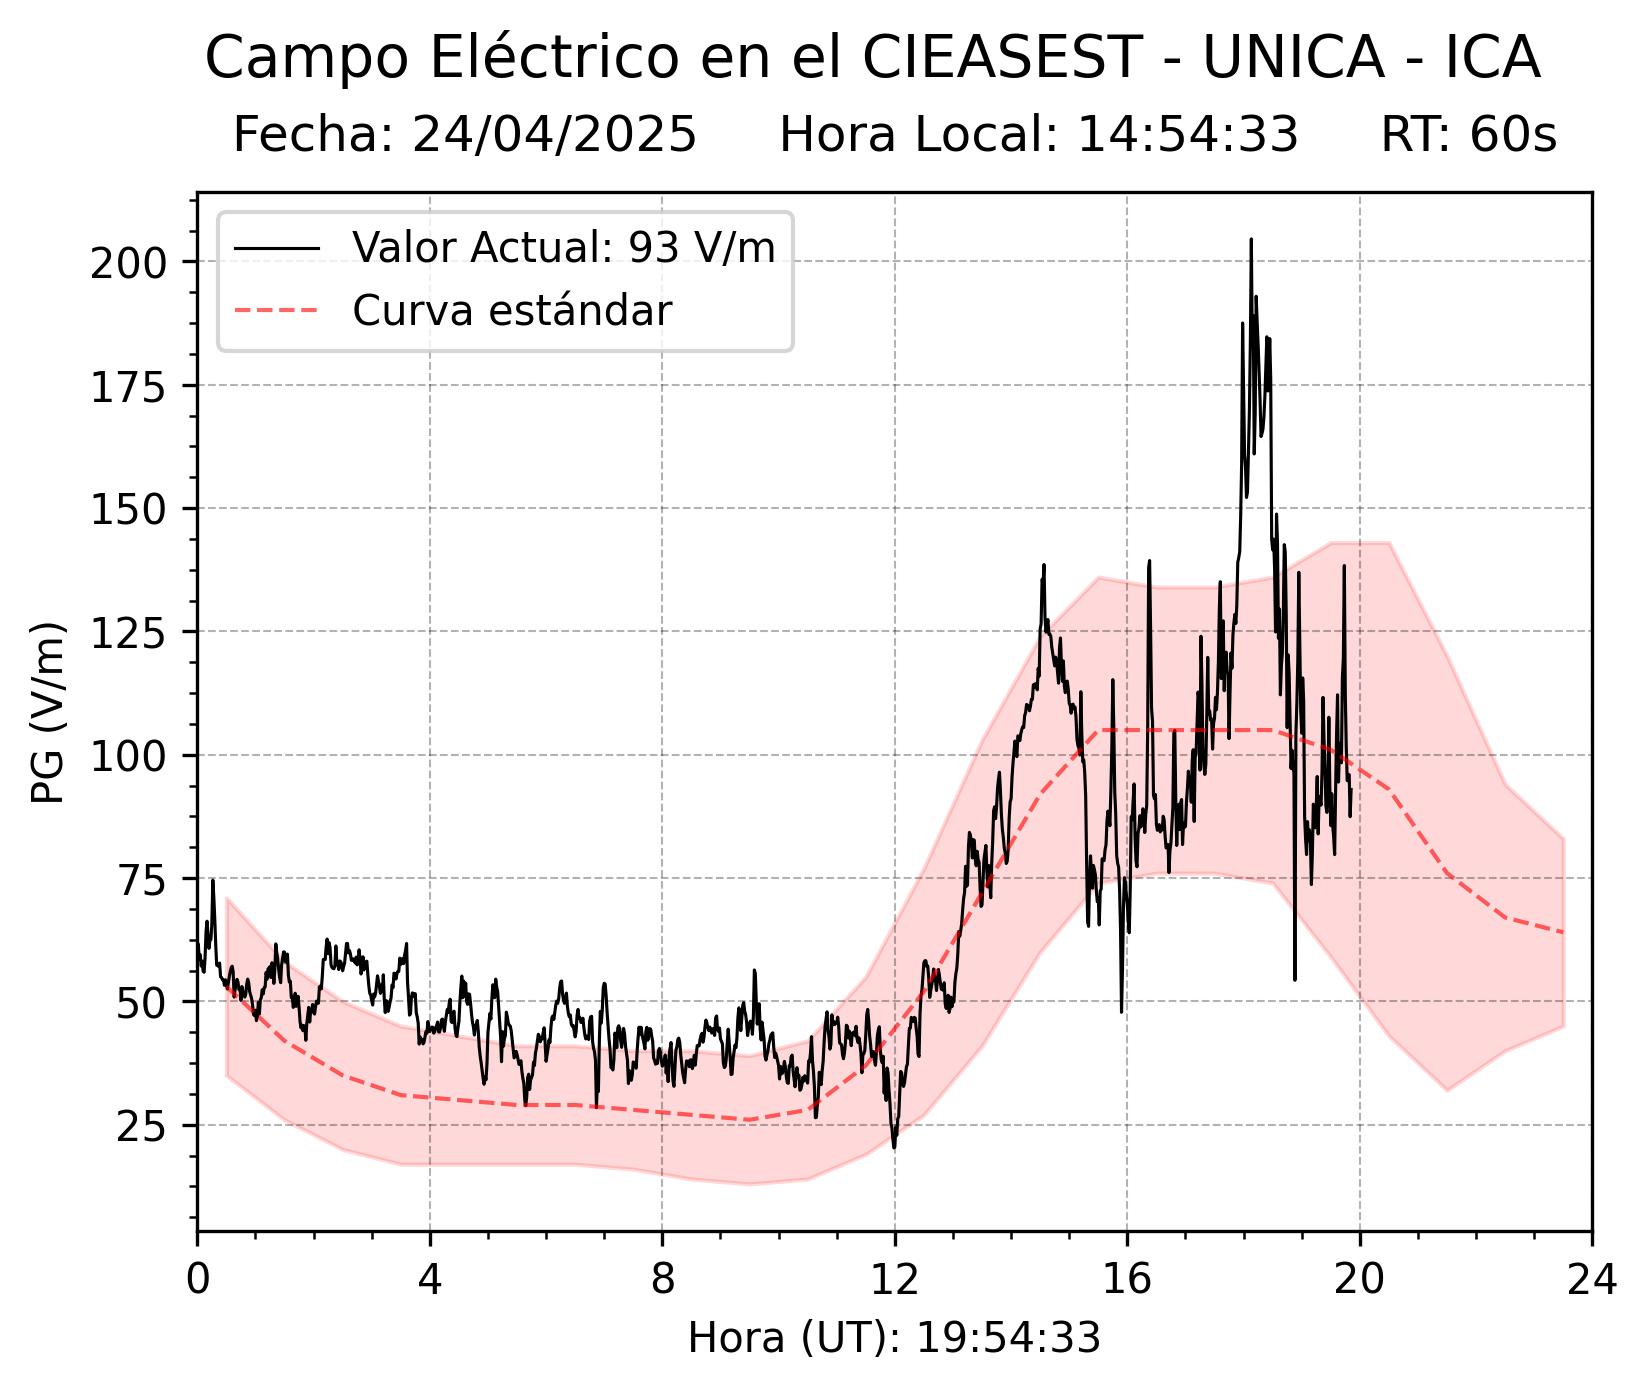 Campo Eléctrico en el CIEASEST - UNICA - ICA
Fecha: 24/04/2025 Hora Local: 14:54:33 RT: 60s
Valor Actual: 93 V/m
Curva estándar
PG (V/m)
200
175
150
125
100
75
50
25
0 4 8 12 16 20 24
Hora (UT): 19:54:33